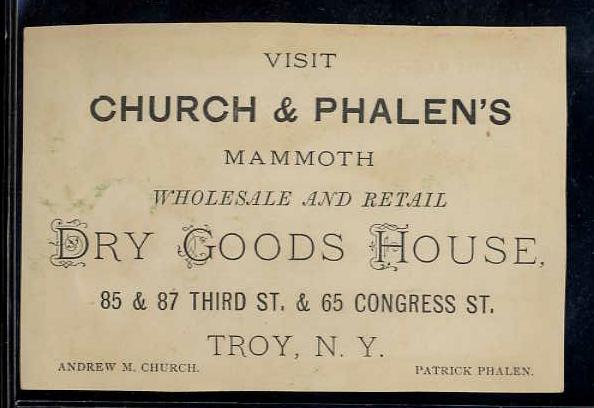 VISIT
CHURCH & PHALEN'S
MAMMOTH
WHOLESALE AND RETAIL
DRY GOODS HOUSE,
85 & 87 THIRD ST. & 65 CONGRESS ST.
TROY, N. Y.
ANDREW M. CHURCH. PATRICK PHALEN.